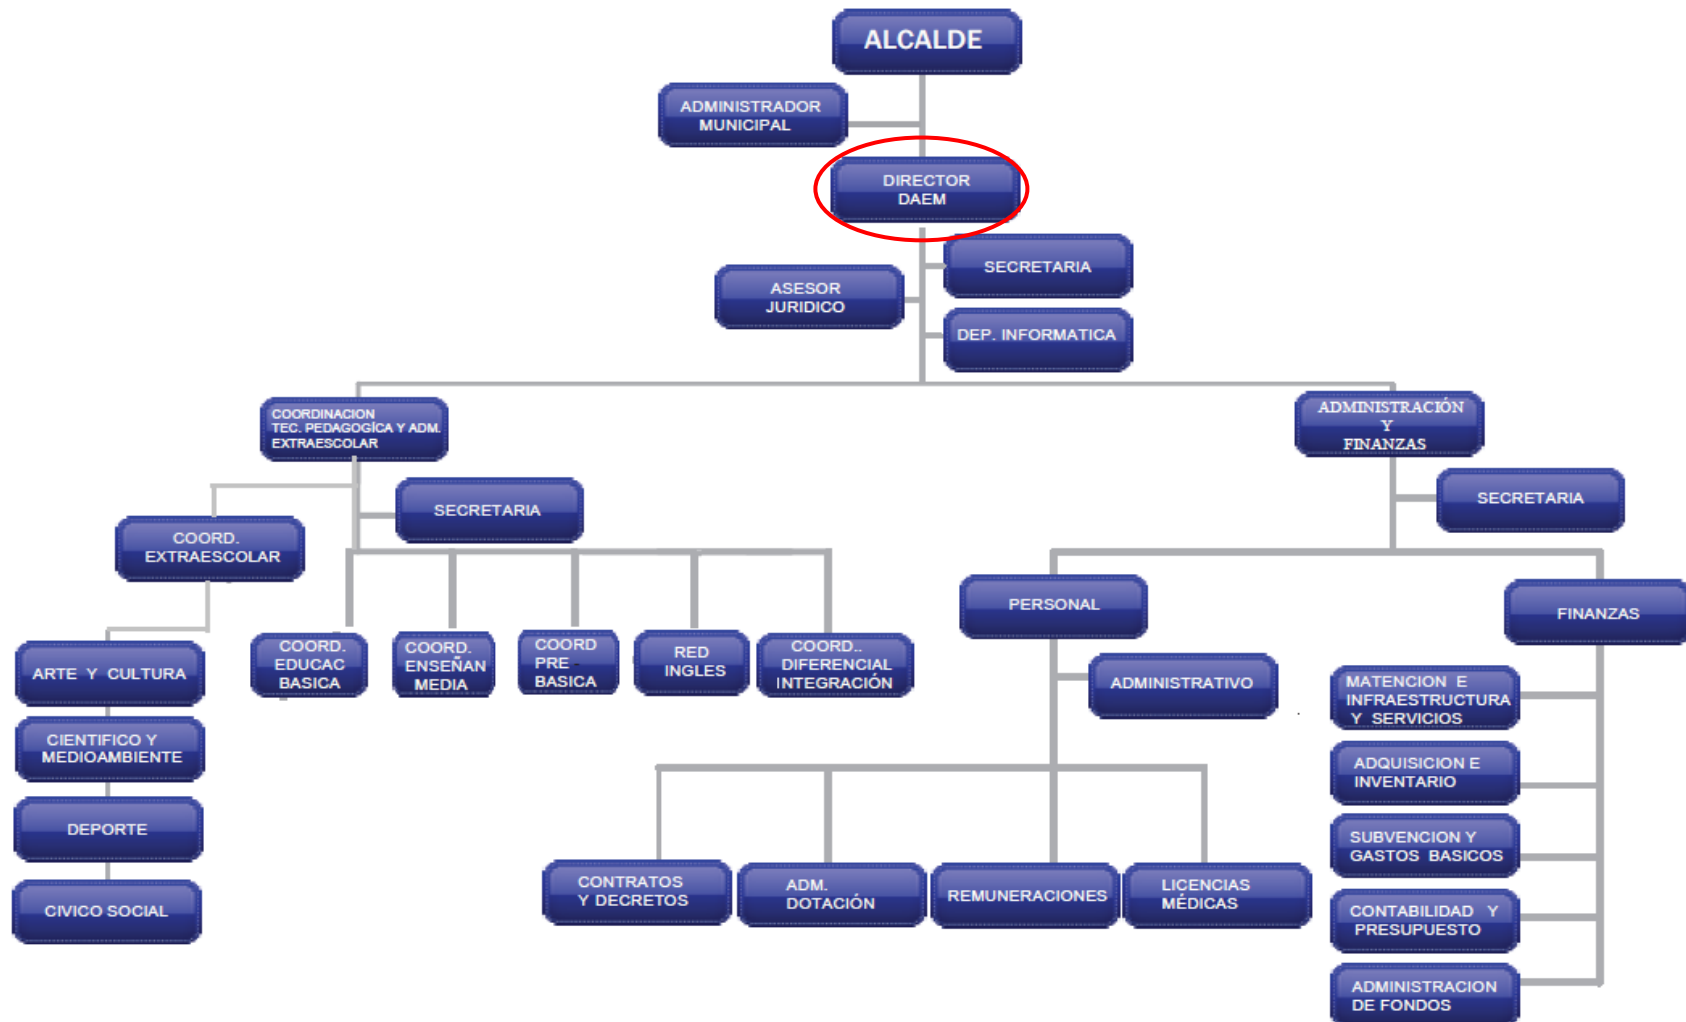 ALCALDE
ADMINISTRADOR
MUNICIPAL
DIRECTOR
DAEM
SECRETARIA
ASESOR
JURIDICO
DEP. INFORMATICA
COORDINACION
TEC. PEDAGOGÍCA Y ADM.
EXTRAESCOLAR
ADMINISTRACIÓN
Y
FINANZAS
SECRETARIA
SECRETARIA
COORD.
EXTRAESCOLAR
PERSONAL
FINANZAS
ARTE Y CULTURA
COORD.
EDUCAC
BASICA
COORD.
ENSEÑAN
MEDIA
COORD
PRE -
BASICA
RED
INGLES
COORD..
DIFERENCIAL
INTEGRACIÓN
ADMINISTRATIVO
MATENCION E
INFRAESTRUCTURA
Y SERVICIOS
CIENTIFICO Y
MEDIOAMBIENTE
ADQUISICION E
INVENTARIO
DEPORTE
SUBVENCION Y
GASTOS BASICOS
CIVICO SOCIAL
CONTRATOS
Y DECRETOS
ADM.
DOTACIÓN
REMUNERACIONES
LICENCIAS
MÉDICAS
CONTABILIDAD Y
PRESUPUESTO
ADMINISTRACION
DE FONDOS